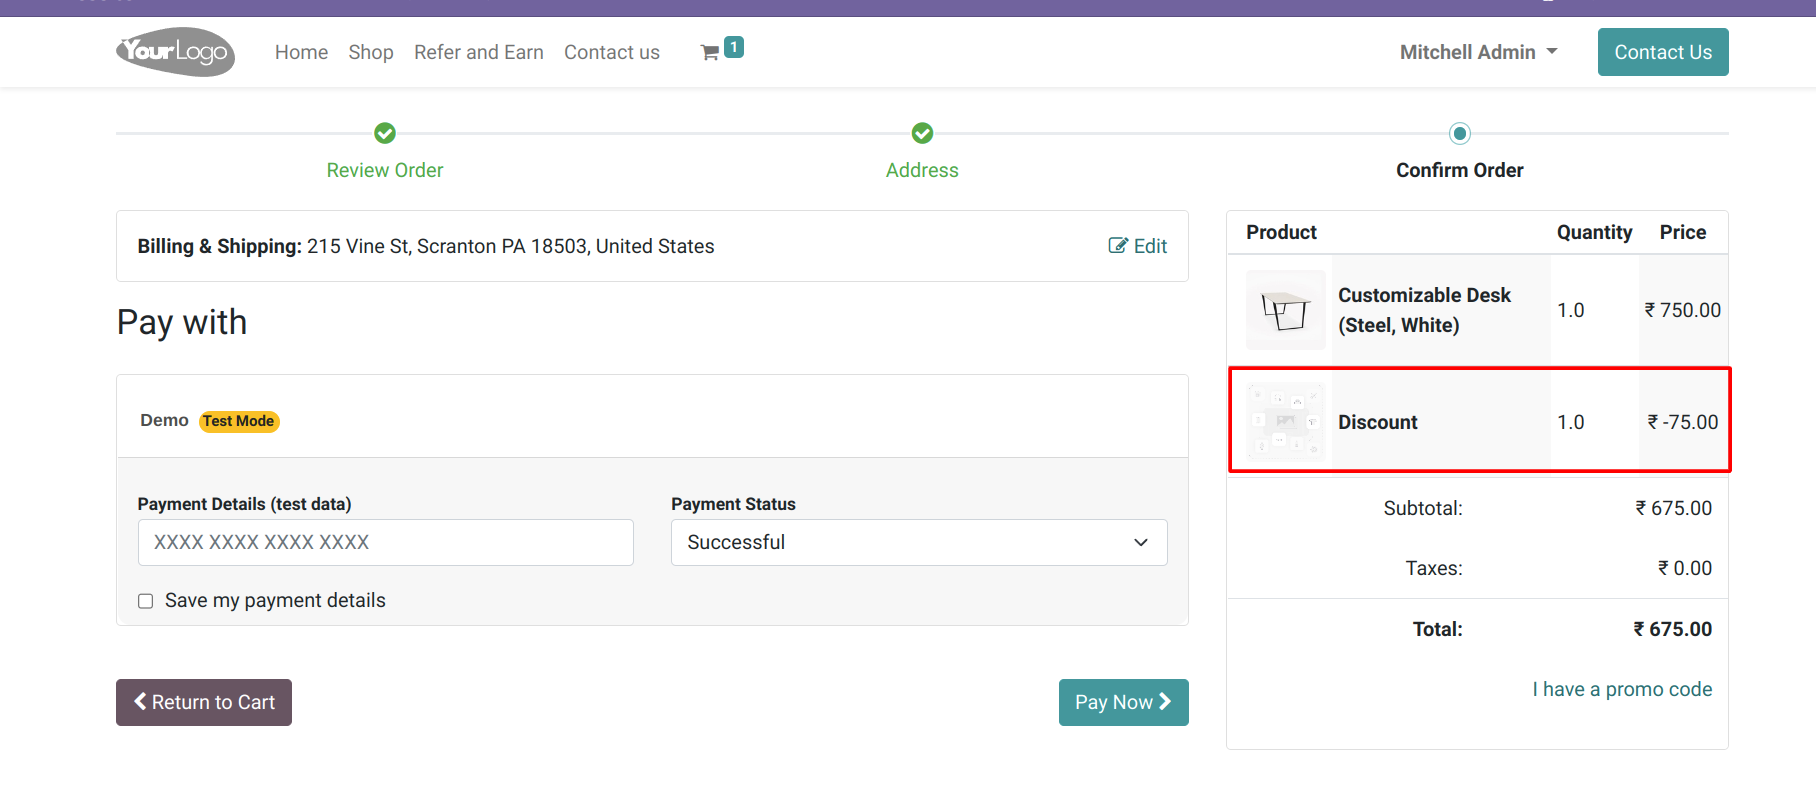 YourLogo
Home Shop Refer and Earn Contact us 1 Mitchell Admin Contact Us
Review Order Address Confirm Order
Billing & Shipping: 215 Vine St, Scranton PA 18503, United States Edit
Pay with
Demo Test Mode
Payment Details (test data) Payment Status
XXXX XXXX XXXX XXXX Successful
Save my payment details
Return to Cart Pay Now
Product Quantity Price
Customizable Desk
(Steel, White) 1.0 ₹ 750.00
Discount 1.0 ₹ -75.00
Subtotal: ₹ 675.00
Taxes: ₹ 0.00
Total: ₹ 675.00
I have a promo code